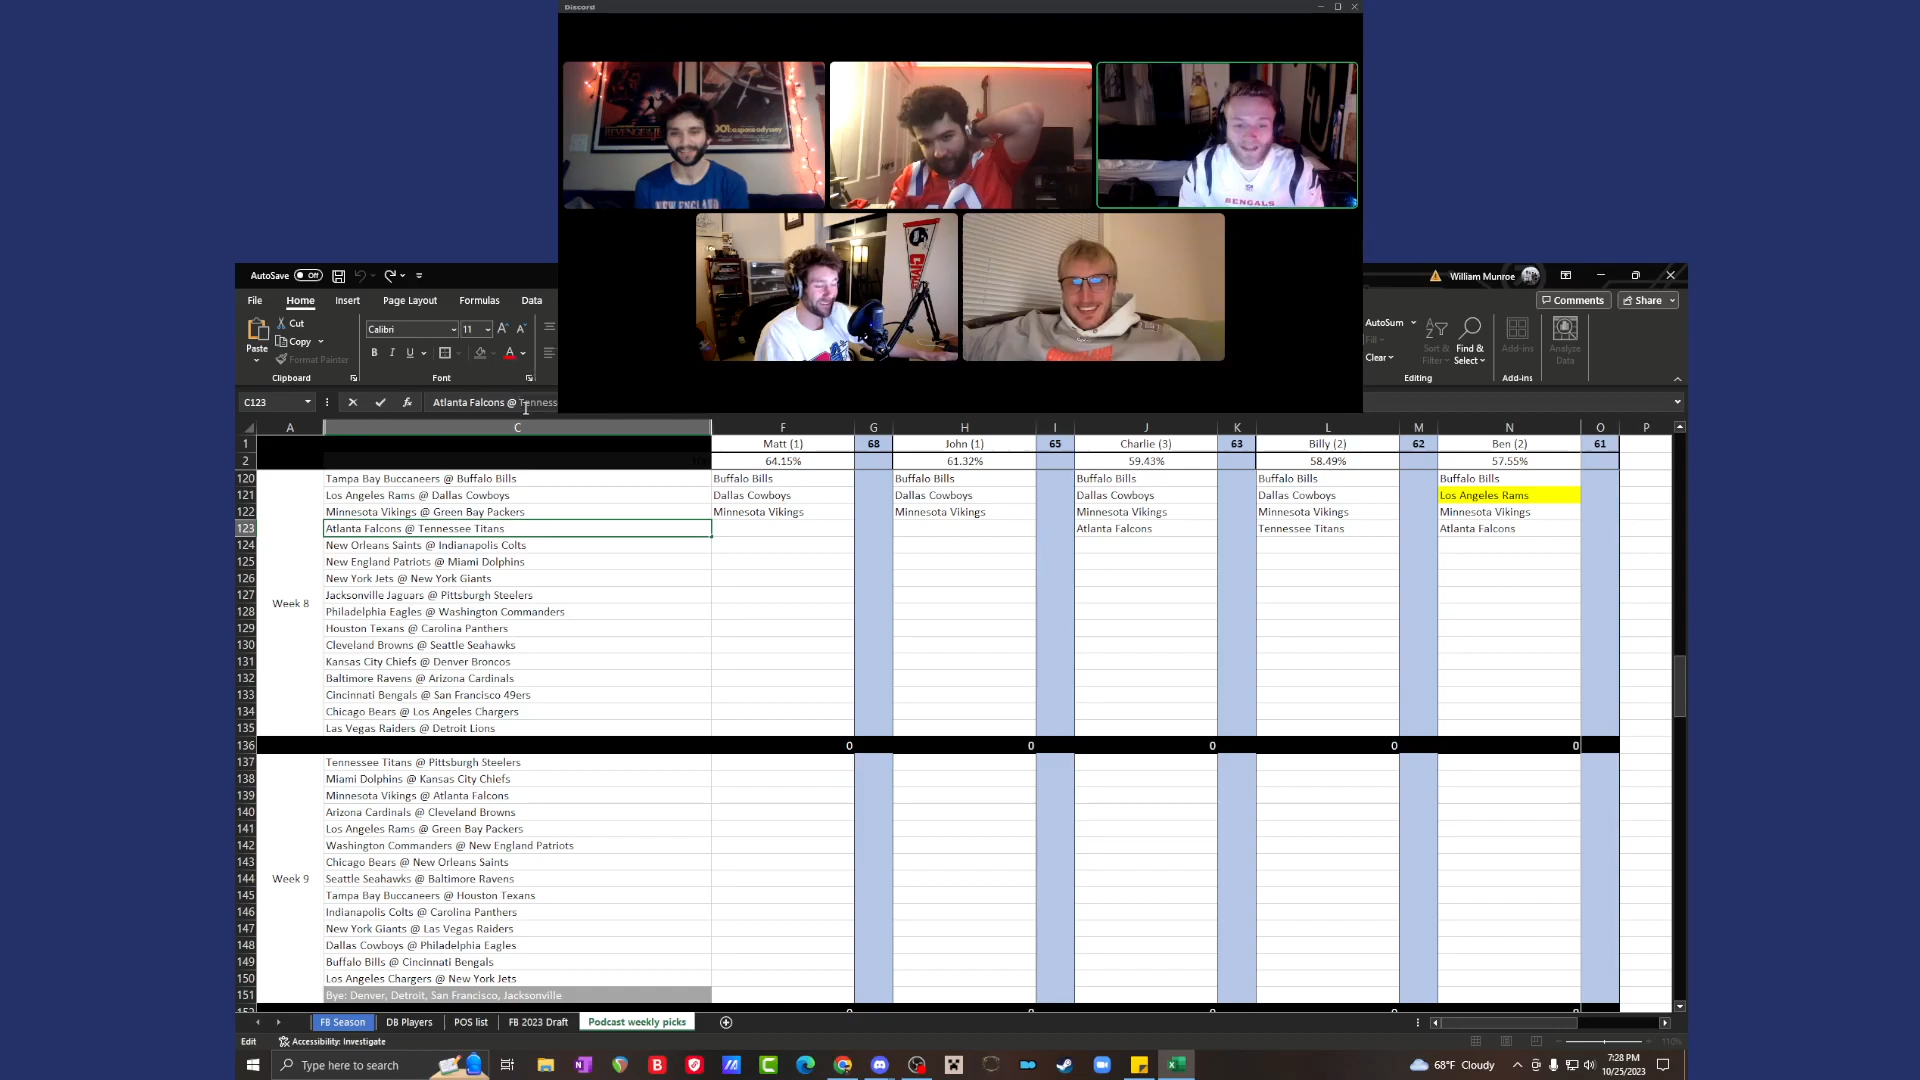 Discord
REVENGE OF THE JEDI
2001: a space odyssey
NEW ENGLAND
BENGALS
AutoSave Off
William Munroe
File Home Insert Page Layout Formulas Data
Comments Share
Cut
Copy
Format Painter
Paste
Calibri 11
B I U
AutoSum
Fill
Clear
Sort & Filter
Find & Select
Add-ins
Analyze Data
Clipboard Font Editing Add-ins
C123 fx Atlanta Falcons @ Tenness
A C F G H I J K L M N O P
1 Matt (1) 68 John (1) 65 Charlie (3) 63 Billy (2) 62 Ben (2) 61
2 64.15% 61.32% 59.43% 58.49% 57.55%
120 Tampa Bay Buccaneers @ Buffalo Bills Buffalo Bills Buffalo Bills Buffalo Bills Buffalo Bills Buffalo Bills
121 Los Angeles Rams @ Dallas Cowboys Dallas Cowboys Dallas Cowboys Dallas Cowboys Dallas Cowboys Los Angeles Rams
122 Minnesota Vikings @ Green Bay Packers Minnesota Vikings Minnesota Vikings Minnesota Vikings Minnesota Vikings Minnesota Vikings
123 Atlanta Falcons @ Tennessee Titans Atlanta Falcons Tennessee Titans Atlanta Falcons
124 New Orleans Saints @ Indianapolis Colts
125 New England Patriots @ Miami Dolphins
126 New York Jets @ New York Giants
127 Jacksonville Jaguars @ Pittsburgh Steelers
Week 8
128 Philadelphia Eagles @ Washington Commanders
129 Houston Texans @ Carolina Panthers
130 Cleveland Browns @ Seattle Seahawks
131 Kansas City Chiefs @ Denver Broncos
132 Baltimore Ravens @ Arizona Cardinals
133 Cincinnati Bengals @ San Francisco 49ers
134 Chicago Bears @ Los Angeles Chargers
135 Las Vegas Raiders @ Detroit Lions
136 0 0 0 0 0
137 Tennessee Titans @ Pittsburgh Steelers
138 Miami Dolphins @ Kansas City Chiefs
139 Minnesota Vikings @ Atlanta Falcons
140 Arizona Cardinals @ Cleveland Browns
141 Los Angeles Rams @ Green Bay Packers
142 Washington Commanders @ New England Patriots
143 Chicago Bears @ New Orleans Saints
144 Week 9 Seattle Seahawks @ Baltimore Ravens
145 Tampa Bay Buccaneers @ Houston Texans
146 Indianapolis Colts @ Carolina Panthers
147 New York Giants @ Las Vegas Raiders
148 Dallas Cowboys @ Philadelphia Eagles
149 Buffalo Bills @ Cincinnati Bengals
150 Los Angeles Chargers @ New York Jets
151 Bye: Denver, Detroit, San Francisco, Jacksonville
FB Season DB Players POS list FB 2023 Draft Podcast weekly picks
Edit Accessibility: Investigate 110%
Type here to search
68°F Cloudy
7:28 PM
10/25/2023